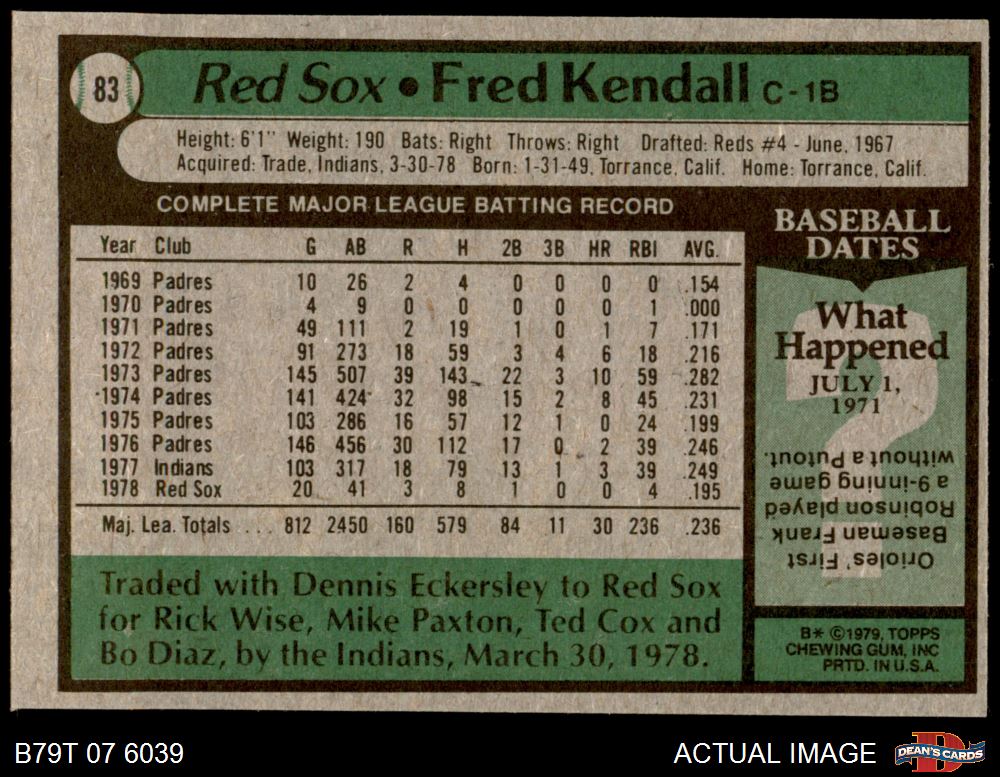 83
Red Sox • Fred Kendall C-1B
Height: 6'1" Weight: 190 Bats: Right Throws: Right Drafted: Reds #4 - June, 1967
Acquired: Trade, Indians, 3-30-78 Born: 1-31-49, Torrance, Calif. Home: Torrance, Calif.
COMPLETE MAJOR LEAGUE BATTING RECORD
Year Club G AB R H 2B 3B HR RBI AVG.
1969 Padres 10 26 2 4 0 0 0 0 .154
1970 Padres 4 9 0 0 0 0 0 1 .000
1971 Padres 49 111 2 19 1 0 1 7 .171
1972 Padres 91 273 18 59 3 4 6 18 .216
1973 Padres 145 507 39 143 22 3 10 59 .282
1974 Padres 141 424 32 98 15 2 8 45 .231
1975 Padres 103 286 16 57 12 1 0 24 .199
1976 Padres 146 456 30 112 17 0 2 39 .246
1977 Indians 103 317 18 79 13 1 3 39 .249
1978 Red Sox 20 41 3 8 1 0 0 4 .195
Maj. Lea. Totals ... 812 2450 160 579 84 11 30 236 .236
Traded with Dennis Eckersley to Red Sox
for Rick Wise, Mike Paxton, Ted Cox and
Bo Diaz, by the Indians, March 30, 1978.
BASEBALL
DATES
?
What
Happened
JULY 1,
1971
Orioles' First
Baseman Frank
Robinson played
a 9-inning game
without a Putout.
B* ©1979, TOPPS
CHEWING GUM, INC
PRTD. IN U.S.A.
B79T 07 6039
ACTUAL IMAGE
D
DEAN'S CARDS